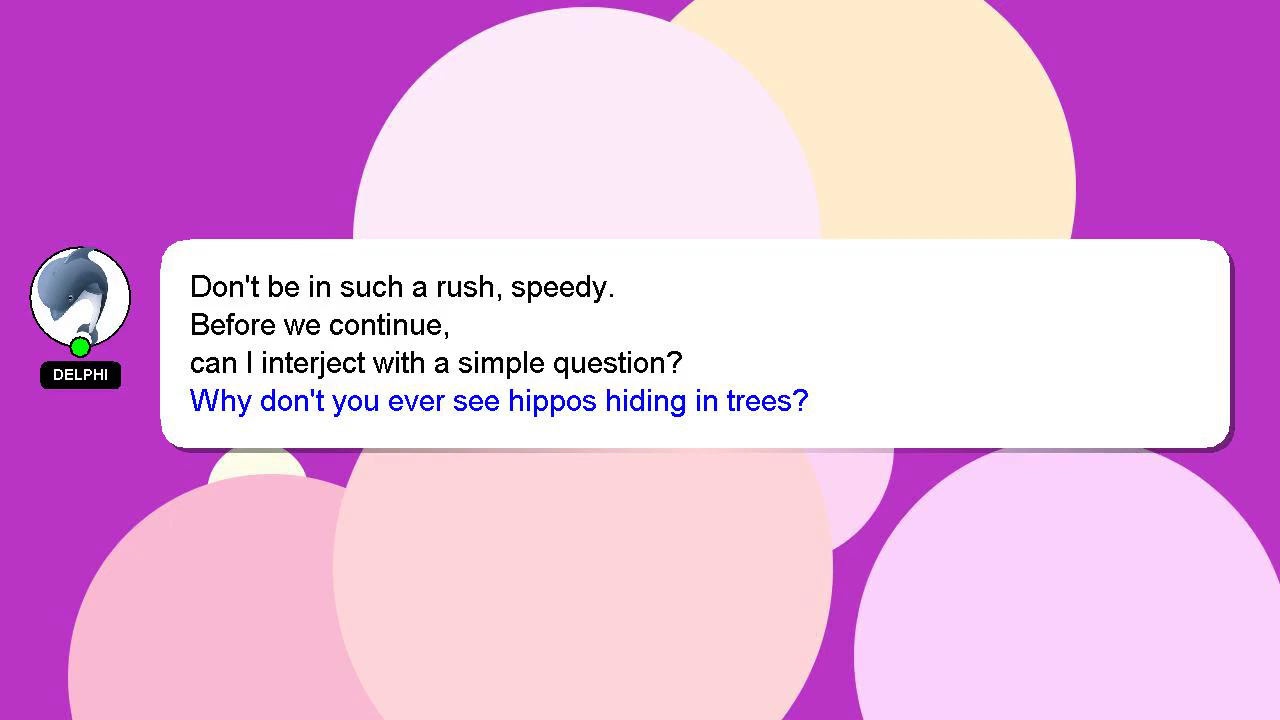 Don't be in such a rush, speedy.
Before we continue,
can I interject with a simple question?
Why don't you ever see hippos hiding in trees?
DELPHI